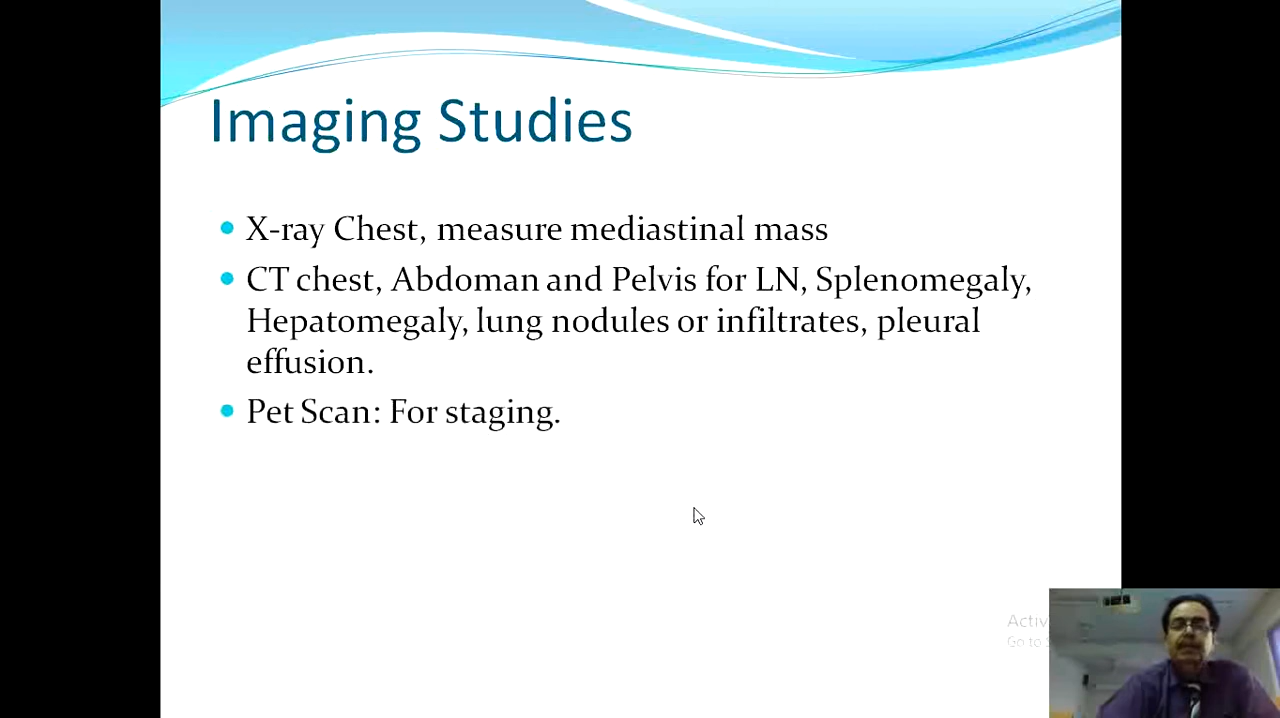 Imaging Studies
X-ray Chest, measure mediastinal mass
CT chest, Abdoman and Pelvis for LN, Splenomegaly,
Hepatomegaly, lung nodules or infiltrates, pleural
effusion.
Pet Scan: For staging.
Activ
Go to S